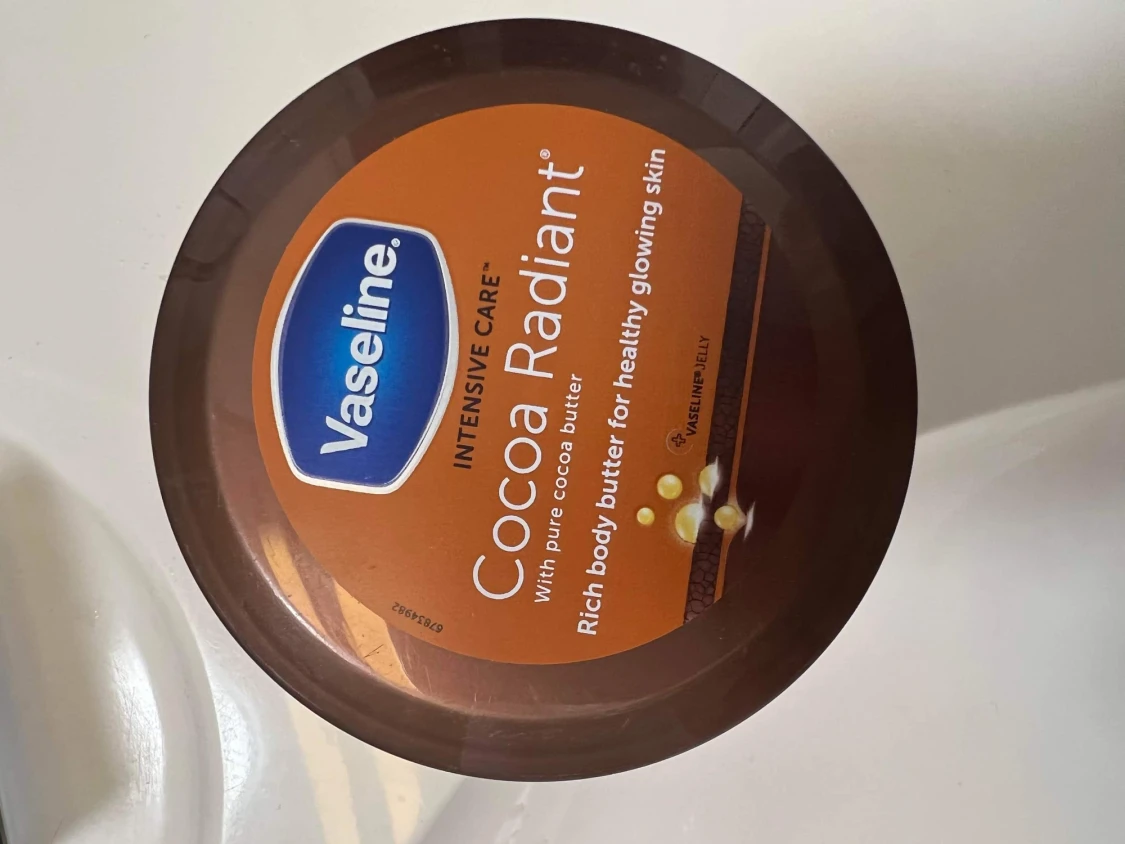 Vaseline®
INTENSIVE CARE™
Cocoa Radiant®
With pure cocoa butter
Rich body butter for healthy glowing skin
VASELINE® JELLY
67834982